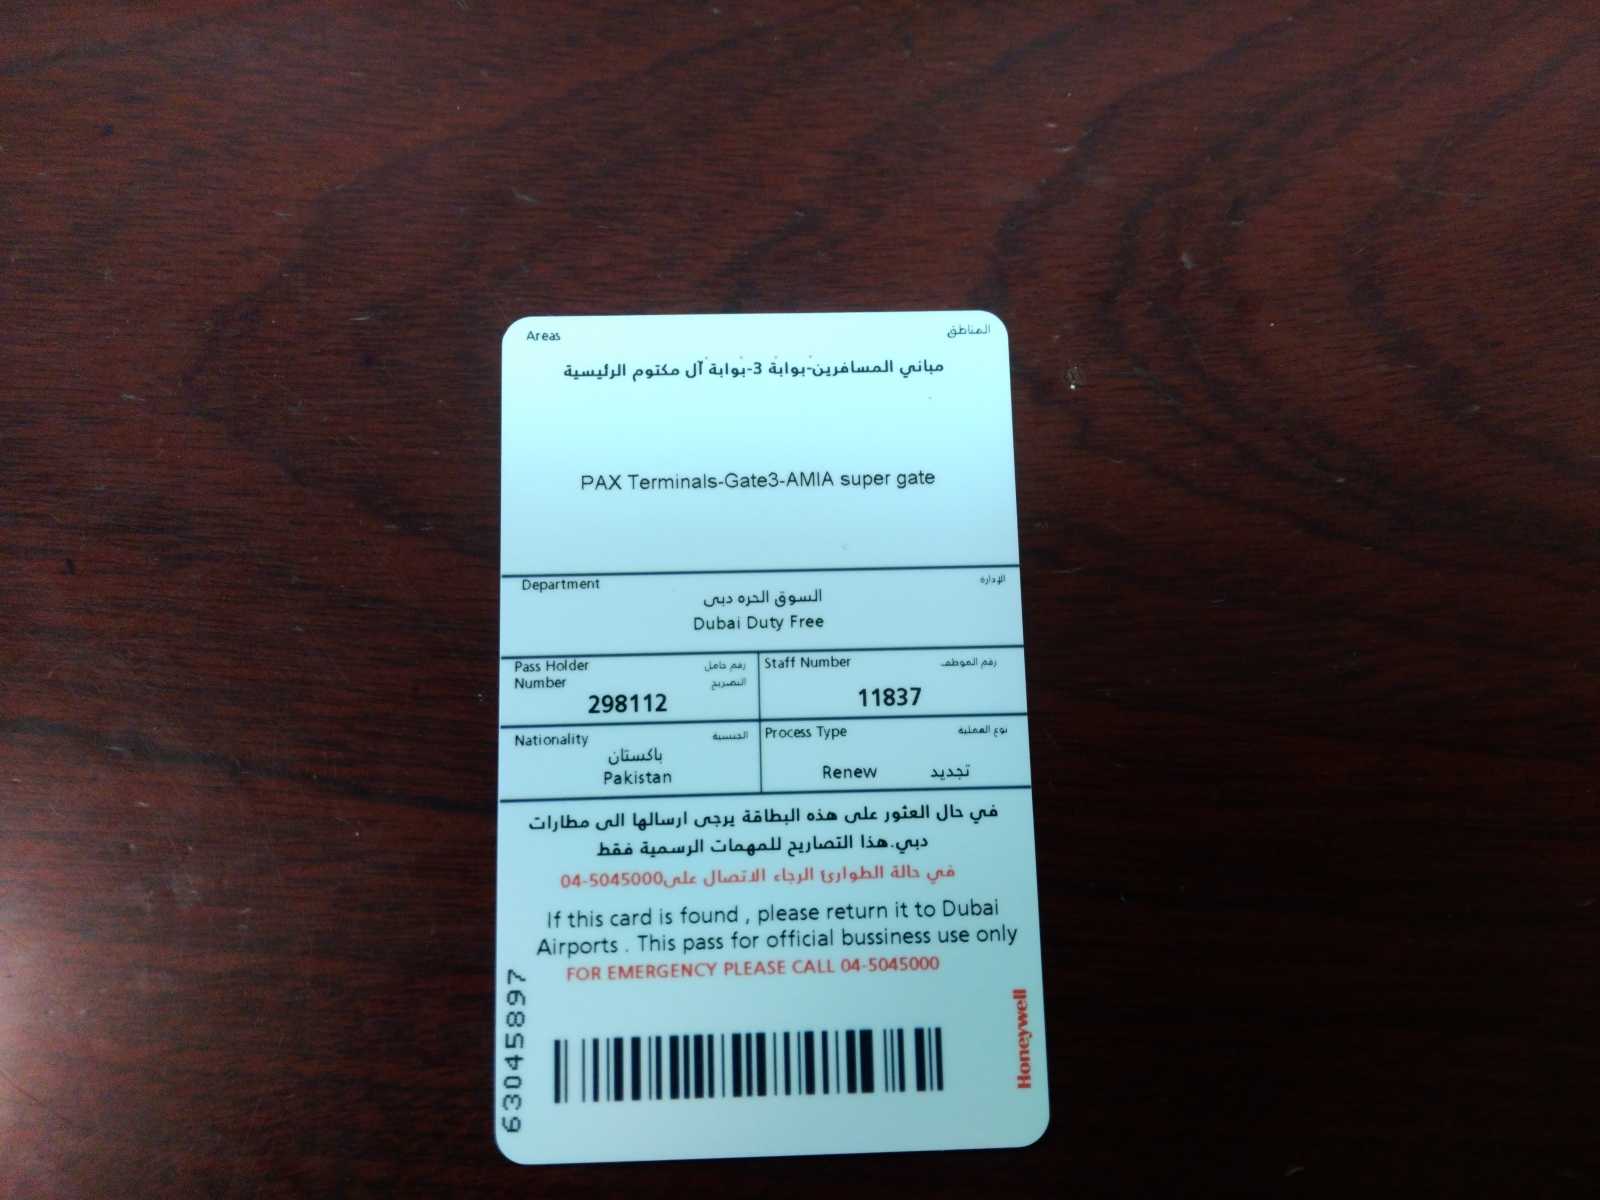 Areas المناطق
مباني المسافرين-بوابة 3-بوابة آل مكتوم الرئيسية
PAX Terminals-Gate3-AMIA super gate
Department الإدارة
السوق الحره دبى
Dubai Duty Free
Pass Holder رقم حامل
Number التصريح
298112
Staff Number رقم الموظف
11837
Nationality الجنسية
باكستان
Pakistan
Process Type نوع العملية
Renew تجديد
في حال العثور على هذه البطاقة يرجى ارسالها الى مطارات
دبي.هذا التصاريح للمهمات الرسمية فقط
في حالة الطوارئ الرجاء الاتصال على04-5045000
If this card is found , please return it to Dubai
Airports . This pass for official bussiness use only
FOR EMERGENCY PLEASE CALL 04-5045000
63045897
Honeywell